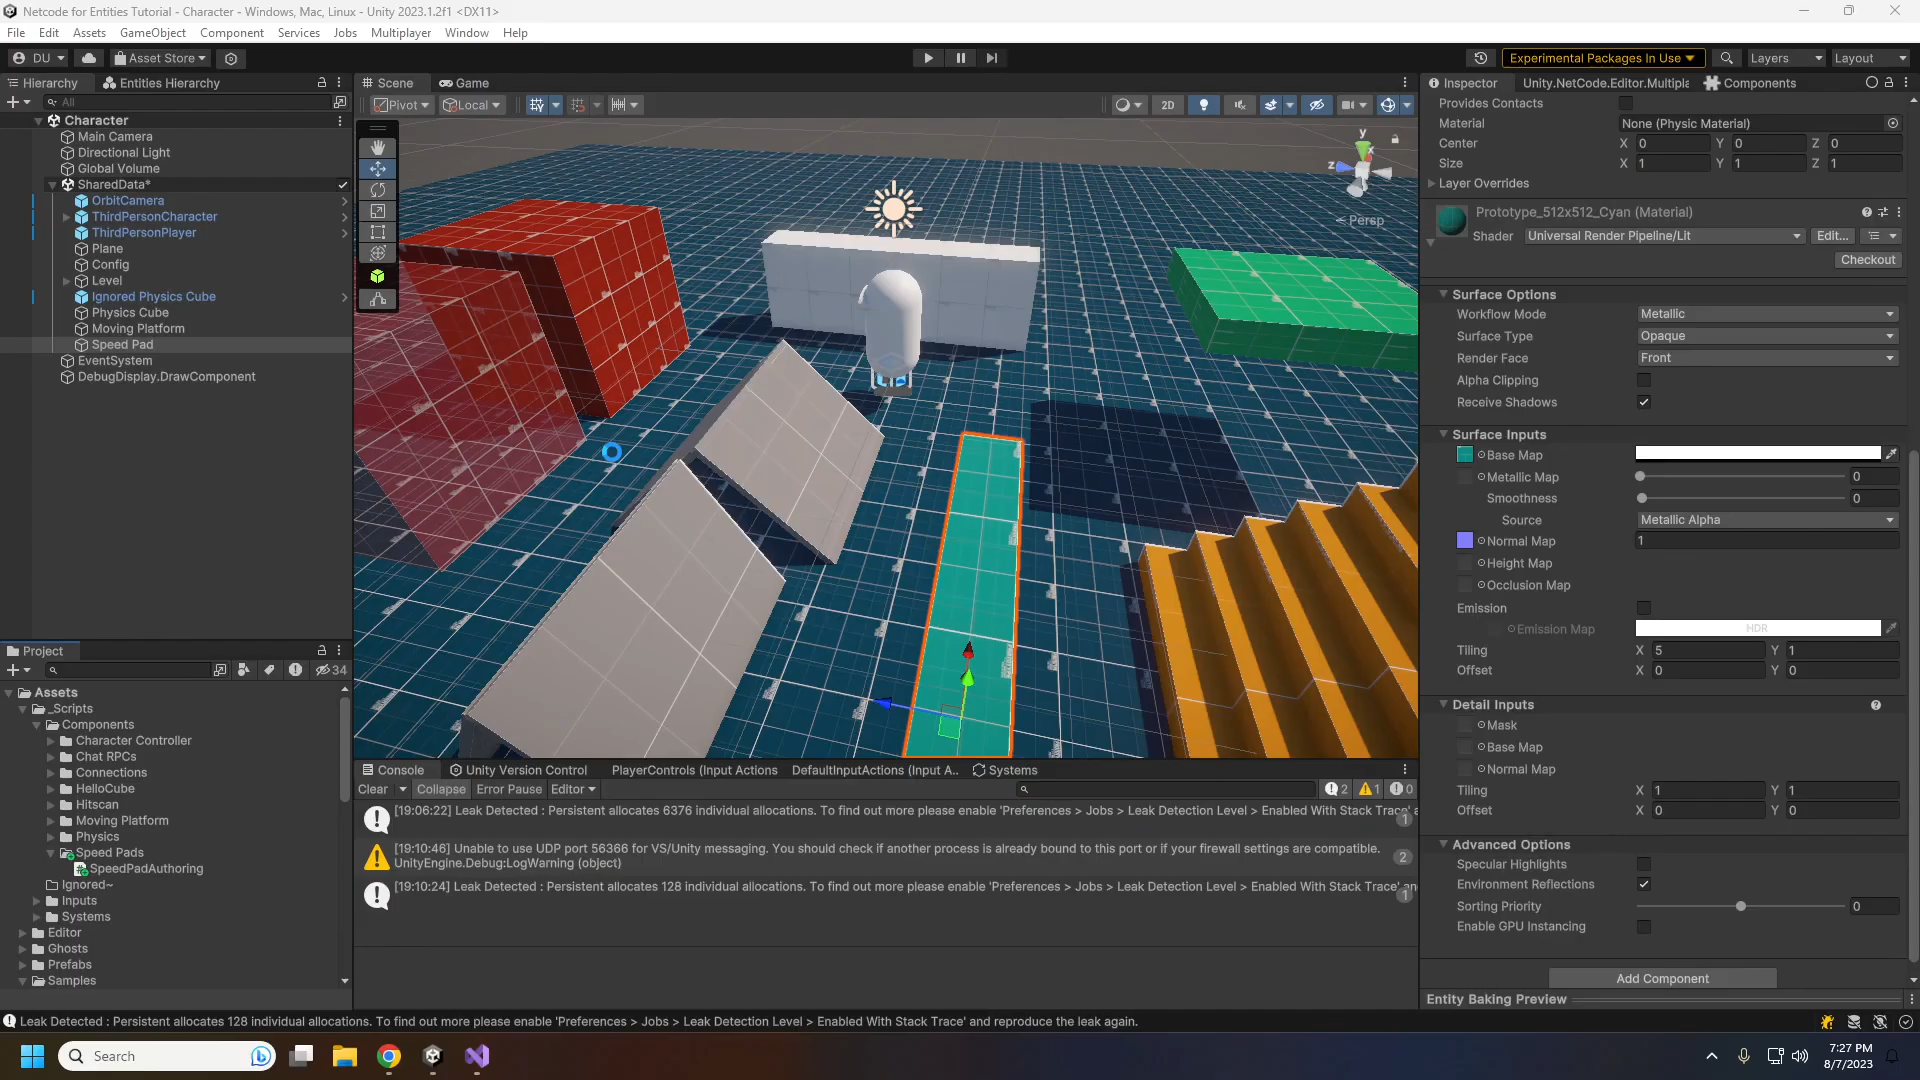 Netcode for Entities Tutorial - Character - Windows, Mac, Linux - Unity 2023.1.2f1 <DX11>
File Edit Assets GameObject Component Services Jobs Multiplayer Window Help
DU Asset Store Experimental Packages In Use Layers Layout
Hierarchy Entities Hierarchy
All
Character
Main Camera
Directional Light
Global Volume
SharedData*
OrbitCamera
ThirdPersonCharacter
ThirdPersonPlayer
Plane
Config
Level
Ignored Physics Cube
Physics Cube
Moving Platform
Speed Pad
EventSystem
DebugDisplay.DrawComponent
Scene Game
Pivot Local 2D
y
x
z
Persp
Inspector Unity.NetCode.Editor.Multipla Components
Provides Contacts
Material None (Physic Material)
Center X 0 Y 0 Z 0
Size X 1 Y 1 Z 1
Layer Overrides
Prototype_512x512_Cyan (Material)
Shader Universal Render Pipeline/Lit Edit...
Checkout
Surface Options
Workflow Mode Metallic
Surface Type Opaque
Render Face Front
Alpha Clipping
Receive Shadows
Surface Inputs
Base Map
Metallic Map 0
Smoothness 0
Source Metallic Alpha
Normal Map 1
Height Map
Occlusion Map
Emission
Emission Map HDR
Tiling X 5 Y 1
Offset X 0 Y 0
Detail Inputs
Mask
Base Map
Normal Map
Tiling X 1 Y 1
Offset X 0 Y 0
Advanced Options
Specular Highlights
Environment Reflections
Sorting Priority 0
Enable GPU Instancing
Add Component
Entity Baking Preview
Project
34
Assets
_Scripts
Components
Character Controller
Chat RPCs
Connections
HelloCube
Hitscan
Moving Platform
Physics
Speed Pads
SpeedPadAuthoring
Ignored~
Inputs
Systems
Editor
Ghosts
Prefabs
Samples
Console Unity Version Control PlayerControls (Input Actions DefaultInputActions (Input A.. Systems
Clear Collapse Error Pause Editor 2 1 0
[19:06:22] Leak Detected : Persistent allocates 6376 individual allocations. To find out more please enable 'Preferences > Jobs > Leak Detection Level > Enabled With Stack Trace' a
1
[19:10:46] Unable to use UDP port 56366 for VS/Unity messaging. You should check if another process is already bound to this port or if your firewall settings are compatible.
UnityEngine.Debug:LogWarning (object)
2
[19:10:24] Leak Detected : Persistent allocates 128 individual allocations. To find out more please enable 'Preferences > Jobs > Leak Detection Level > Enabled With Stack Trace' an
1
Leak Detected : Persistent allocates 128 individual allocations. To find out more please enable 'Preferences > Jobs > Leak Detection Level > Enabled With Stack Trace' and reproduce the leak again.
Search
7:27 PM
8/7/2023